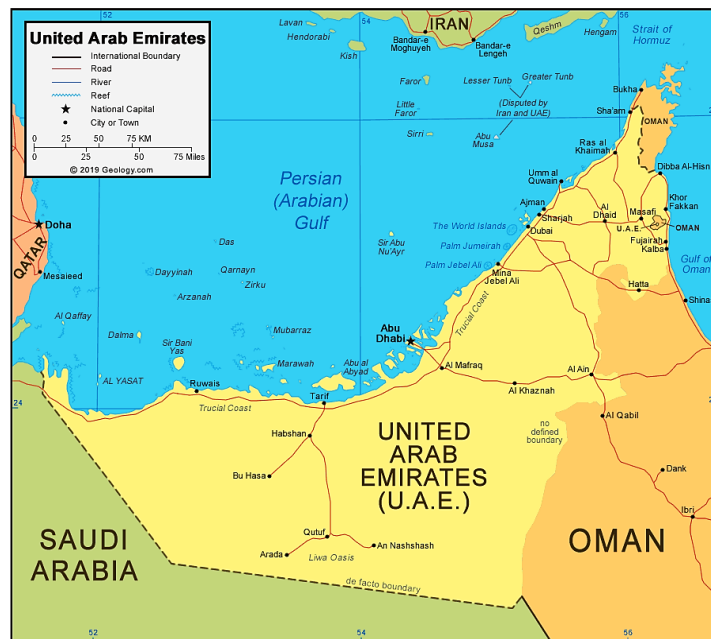 52
54
56
United Arab Emirates
International Boundary
Road
River
Reef
National Capital
City or Town
0 25 50 75 KM
0 25 50 75 Miles
© 2019 Geology.com
Lavan
Hendorabi
Kish
IRAN
Bandar-e
Moghuyeh
Bandar-e
Lengeh
Qeshm
Hengam
Strait of
Hormuz
Faror
Lesser Tunb
Greater Tunb
(Disputed by
Iran and UAE)
Little
Faror
Sirri
Abu
Musa
Bukha
Sha'am
OMAN
Ras al
Khaimah
Dibba Al-Hisn
Umm al
Quwain
Persian
(Arabian)
Gulf
Ajman
Sharjah
Dubai
Al
Dhaid
Masafi
Khor
Fakkan
U.A.E.
OMAN
Fujairah
Kalba
The World Islands
Palm Jumeirah
Palm Jebel Ali
Mina
Jebel Ali
Gulf of
Oman
Hatta
Shina
Doha
QATAR
Mesaieed
Das
Sir Abu
Nu'Ayr
Dayyinah
Qarnayn
Zirku
Arzanah
Al Qaffay
Dalma
Sir Bani
Yas
Mubarraz
Marawah
Abu al
Abyad
Abu
Dhabi
Trucial Coast
AL YASAT
Ruwais
Al Mafraq
Al Khaznah
Al Ain
24
Trucial Coast
Tarif
Al Qabil
no
defined
boundary
Habshan
Bu Hasa
UNITED
ARAB
EMIRATES
(U.A.E.)
Dank
Ibri
Qutuf
Arada
An Nashshash
Liwa Oasis
SAUDI
ARABIA
OMAN
de facto boundary
52
54
56